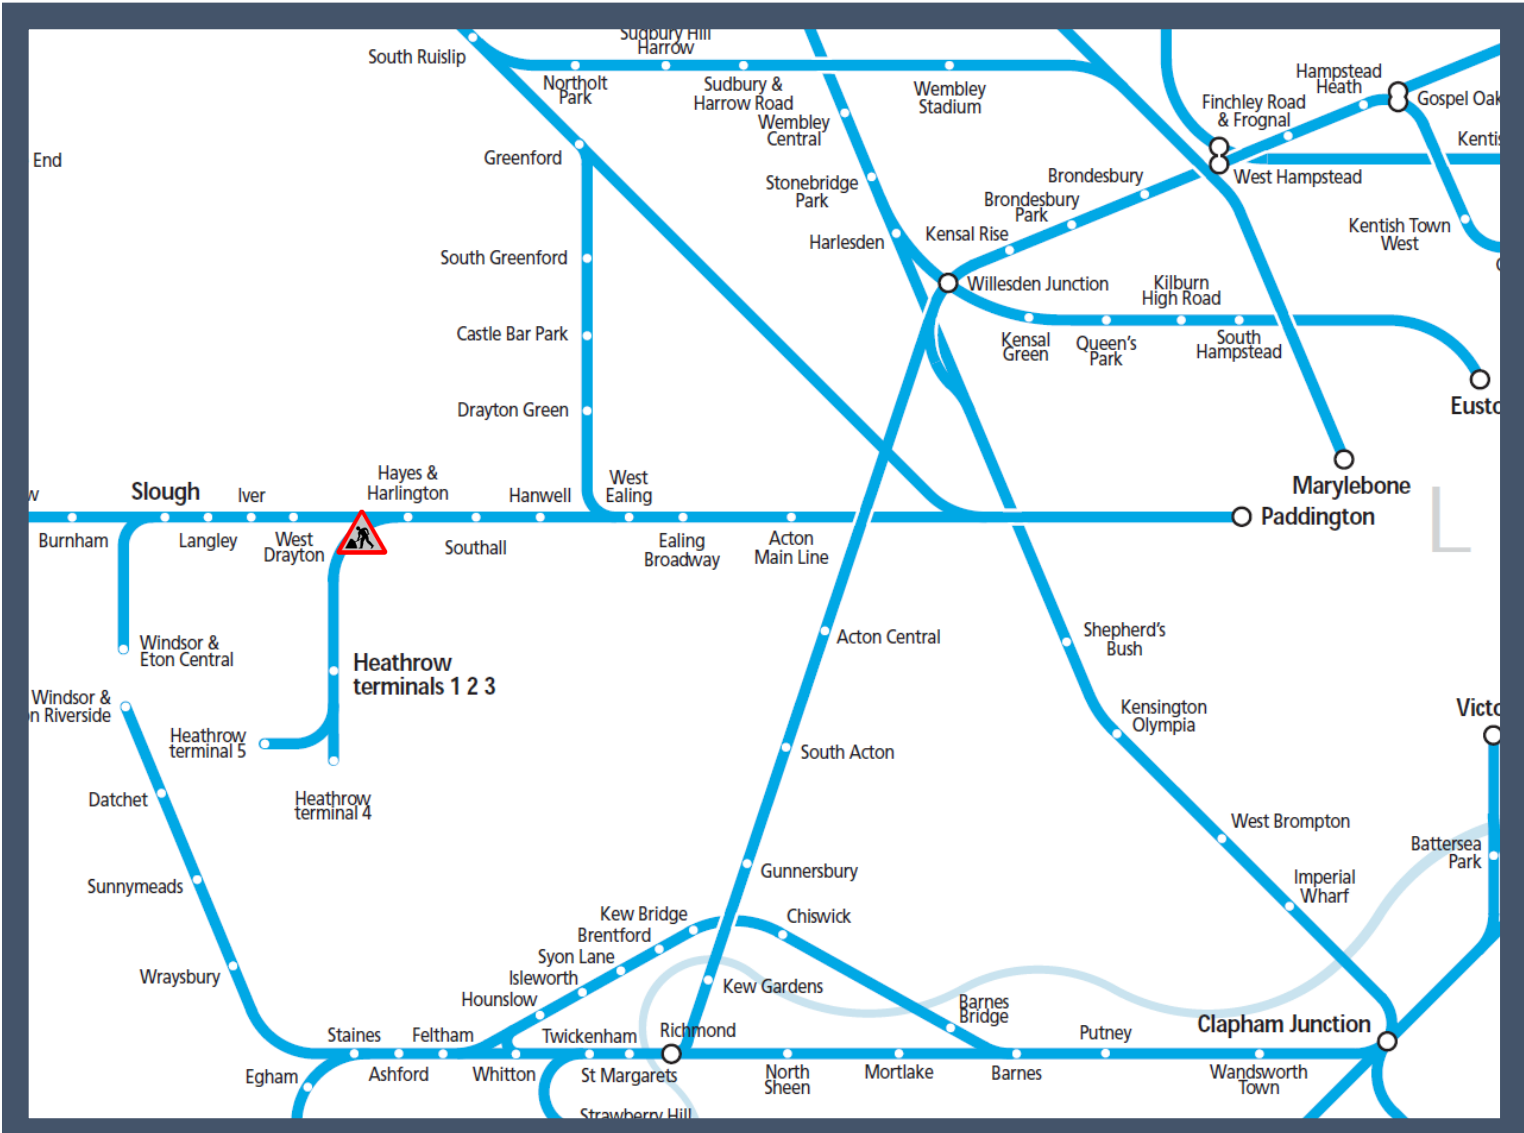 South Ruislip
Sudbury Hill
Harrow
Northolt
Park
Sudbury &
Harrow Road
Wembley
Stadium
Wembley
Central
Hampstead
Heath
Gospel Oak
Finchley Road
& Frognal
Kentis
End
Greenford
West Hampstead
Brondesbury
Stonebridge
Park
Brondesbury
Park
Kentish Town
West
Harlesden
Kensal Rise
South Greenford
Willesden Junction
Kilburn
High Road
Castle Bar Park
Kensal
Green
Queen's
Park
South
Hampstead
Drayton Green
Eusto
Marylebone
Paddington
L
w
Slough
Iver
Hayes &
Harlington
Hanwell
West
Ealing
Burnham
Langley
West
Drayton
Southall
Ealing
Broadway
Acton
Main Line
Windsor &
Eton Central
Acton Central
Shepherd's
Bush
Heathrow
terminals 1 2 3
Windsor &
n Riverside
Heathrow
terminal 5
Kensington
Olympia
Victo
South Acton
Datchet
Heathrow
terminal 4
West Brompton
Battersea
Park
Sunnymeads
Gunnersbury
Imperial
Wharf
Kew Bridge
Chiswick
Brentford
Syon Lane
Isleworth
Hounslow
Wraysbury
Kew Gardens
Barnes
Bridge
Staines
Feltham
Twickenham
Richmond
Putney
Clapham Junction
Egham
Ashford
Whitton
St Margarets
North
Sheen
Mortlake
Barnes
Wandsworth
Town
Strawberry Hill